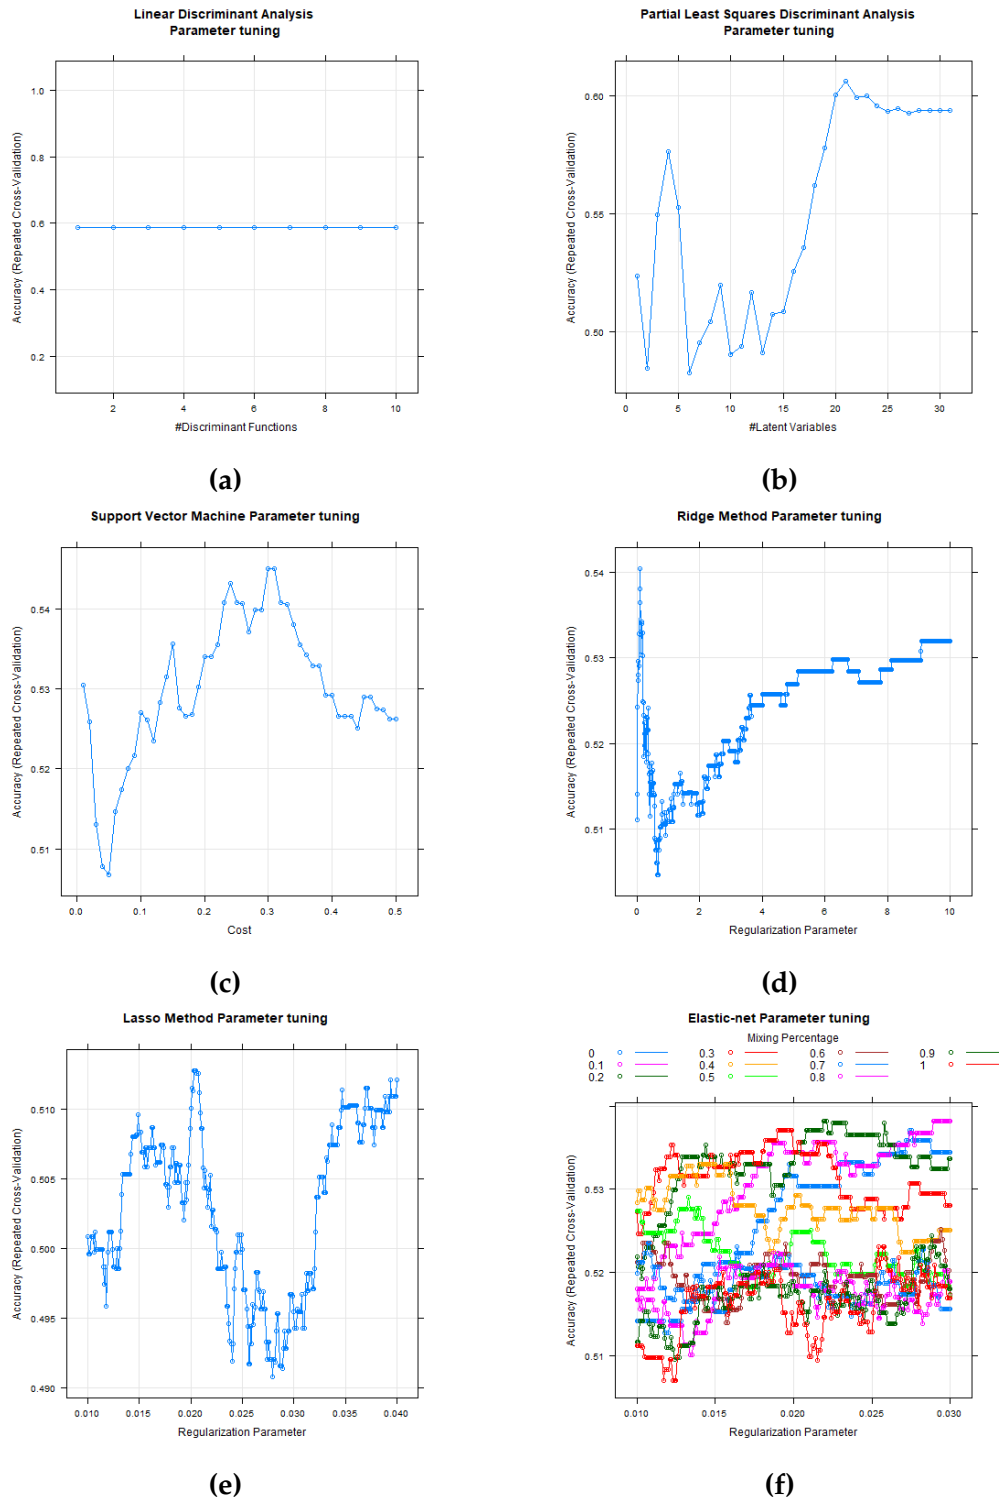 Linear Discriminant Analysis
Parameter tuning
1.0
0.8
0.6
0.4
0.2
Accuracy (Repeated Cross-Validation)
2 4 6 8 10
#Discriminant Functions
(a)
Partial Least Squares Discriminant Analysis
Parameter tuning
0.60
0.55
0.50
Accuracy (Repeated Cross-Validation)
0 5 10 15 20 25 30
#Latent Variables
(b)
Support Vector Machine Parameter tuning
0.54
0.53
0.52
0.51
Accuracy (Repeated Cross-Validation)
0.0 0.1 0.2 0.3 0.4 0.5
Cost
(c)
Ridge Method Parameter tuning
0.54
0.53
0.52
0.51
Accuracy (Repeated Cross-Validation)
0 2 4 6 8 10
Regularization Parameter
(d)
Lasso Method Parameter tuning
0.510
0.505
0.500
0.495
0.490
Accuracy (Repeated Cross-Validation)
0.010 0.015 0.020 0.025 0.030 0.035 0.040
Regularization Parameter
(e)
Elastic-net Parameter tuning
Mixing Percentage
0 0.3 0.6 0.9
0.1 0.4 0.7 1
0.2 0.5 0.8
0.53
0.52
0.51
Accuracy (Repeated Cross-Validation)
0.010 0.015 0.020 0.025 0.030
Regularization Parameter
(f)